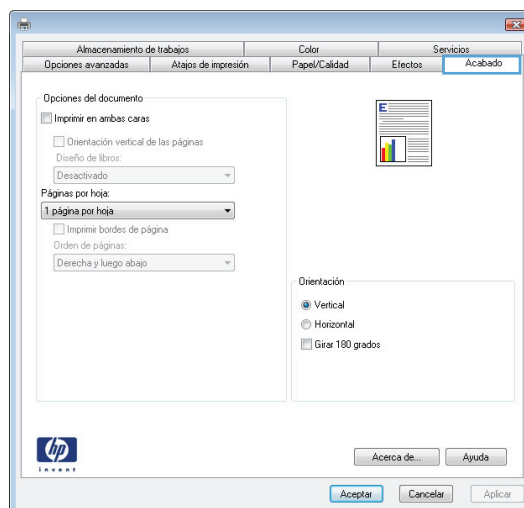 Almacenamiento de trabajos
Color
Servicios
Opciones avanzadas
Atajos de impresión
Papel/Calidad
Efectos
Acabado
Opciones del documento
Imprimir en ambas caras
Orientación vertical de las páginas
Diseño de libros:
Desactivado
Páginas por hoja:
1 página por hoja
Imprimir bordes de página
Orden de páginas:
Derecha y luego abajo
E
Orientación
Vertical
Horizontal
Girar 180 grados
hp
invent
Acerca de...
Ayuda
Aceptar
Cancelar
Aplicar